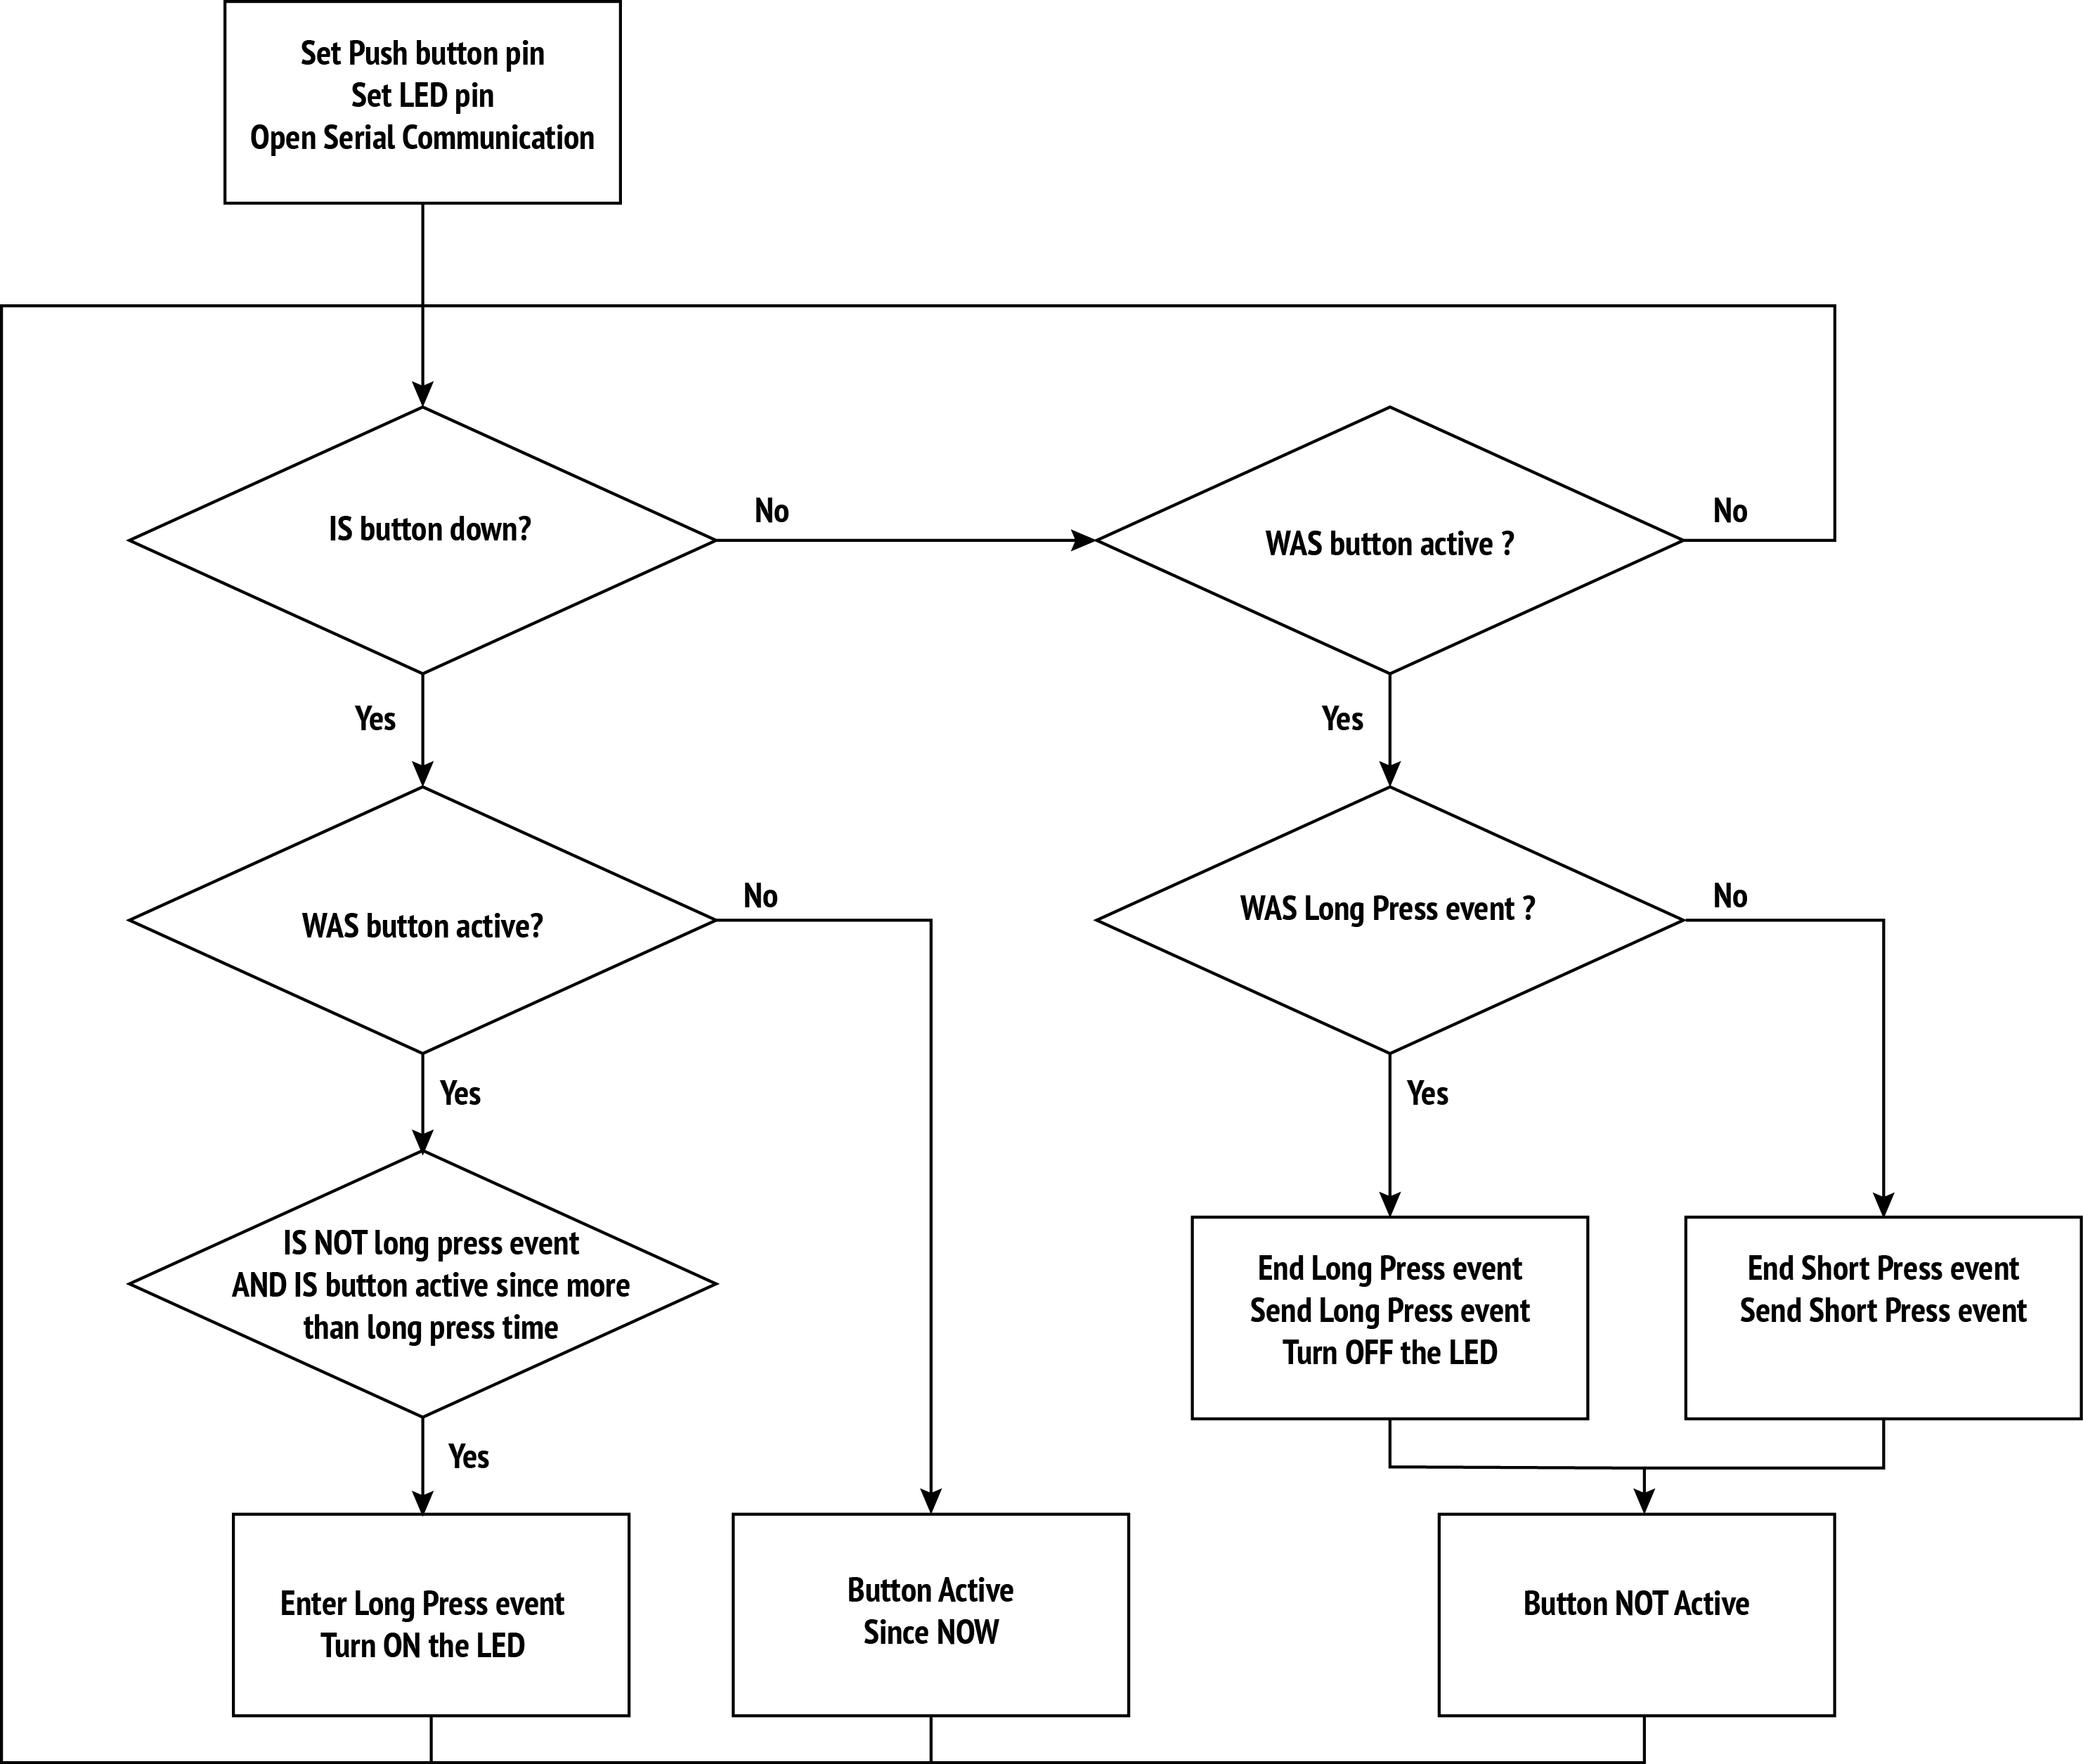 Set Push button pin
Set LED pin
Open Serial Communication
IS button down?
No
WAS button active ?
No
Yes
Yes
WAS button active?
No
WAS Long Press event ?
No
Yes
Yes
IS NOT long press event
AND IS button active since more
than long press time
End Long Press event
Send Long Press event
Turn OFF the LED
End Short Press event
Send Short Press event
Yes
Enter Long Press event
Turn ON the LED
Button Active
Since NOW
Button NOT Active